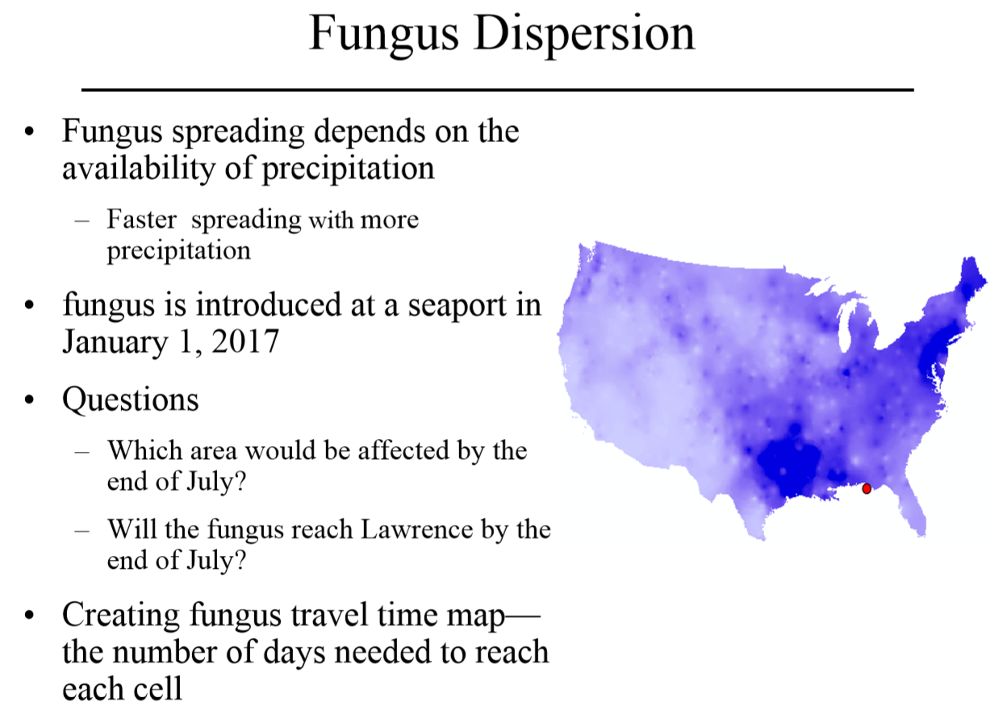 Fungus Dispersion
• Fungus spreading depends on the
availability of precipitation
– Faster  spreading with more
precipitation
• fungus is introduced at a seaport in
January 1, 2017
• Questions
– Which area would be affected by the
end of July?
– Will the fungus reach Lawrence by the
end of July?
• Creating fungus travel time map—
the number of days needed to reach
each cell